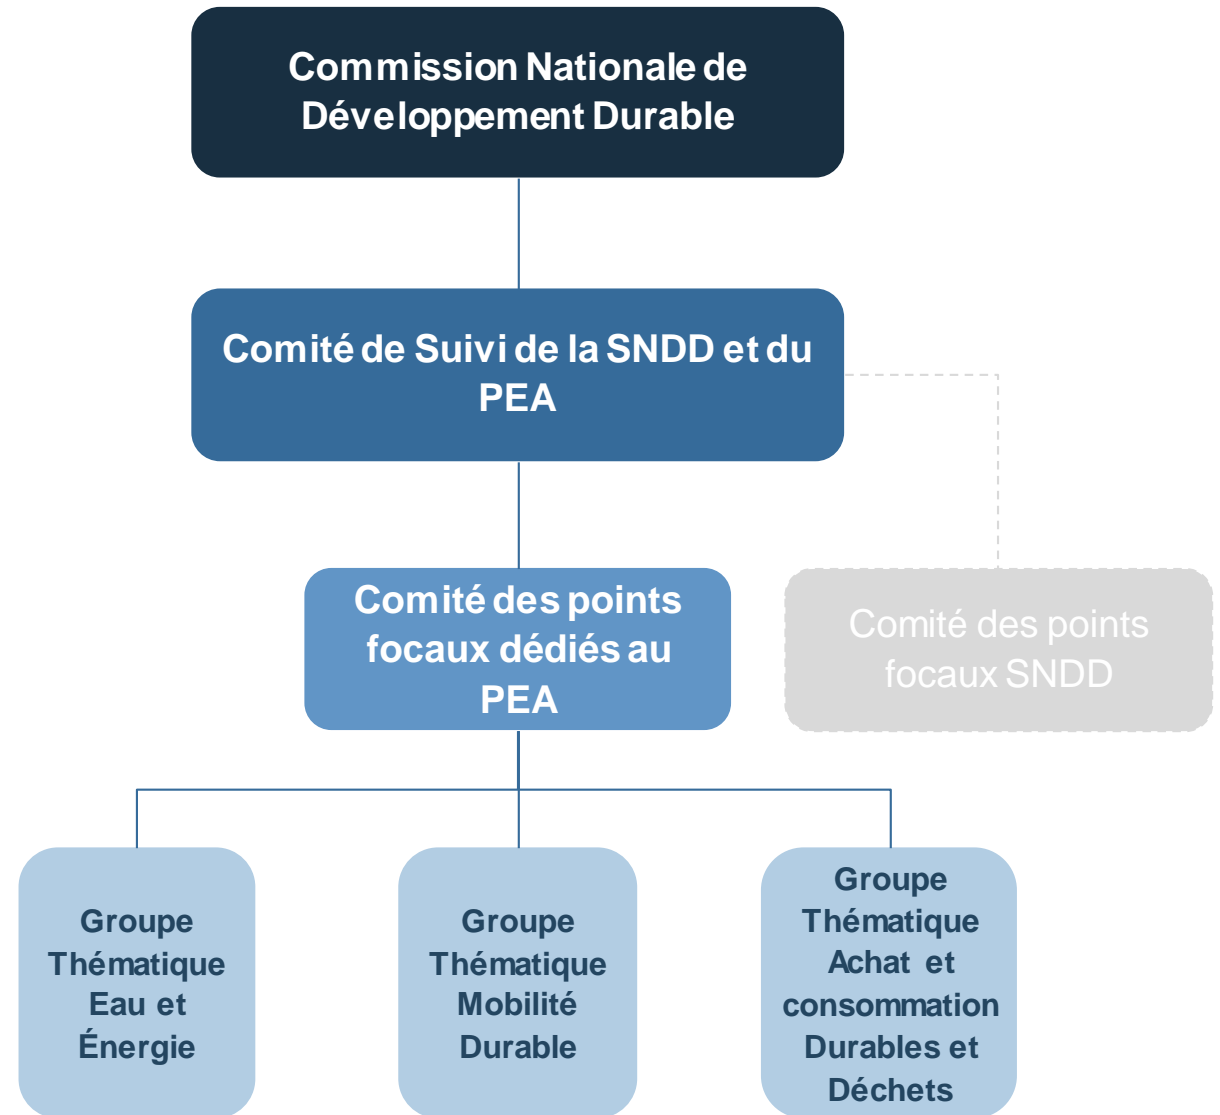 Commission Nationale de
Développement Durable
Comité de Suivi de la SNDD et du
PEA
Comité des points
focaux dédiés au
PEA
Comité des points
focaux SNDD
Groupe
Thématique
Eau et
Énergie
Groupe
Thématique
Mobilité
Durable
Groupe
Thématique
Achat et
consommation
Durables et
Déchets